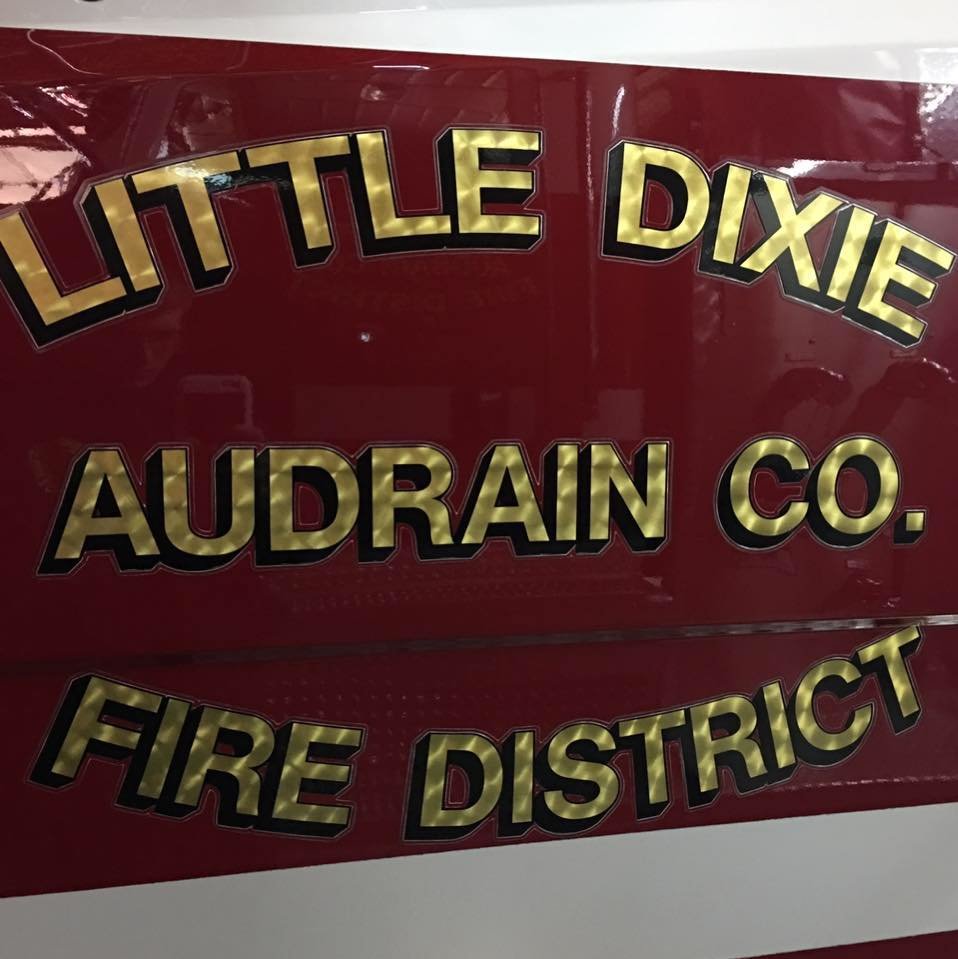 LITTLE DIXIE
AUDRAIN CO.
FIRE DISTRICT